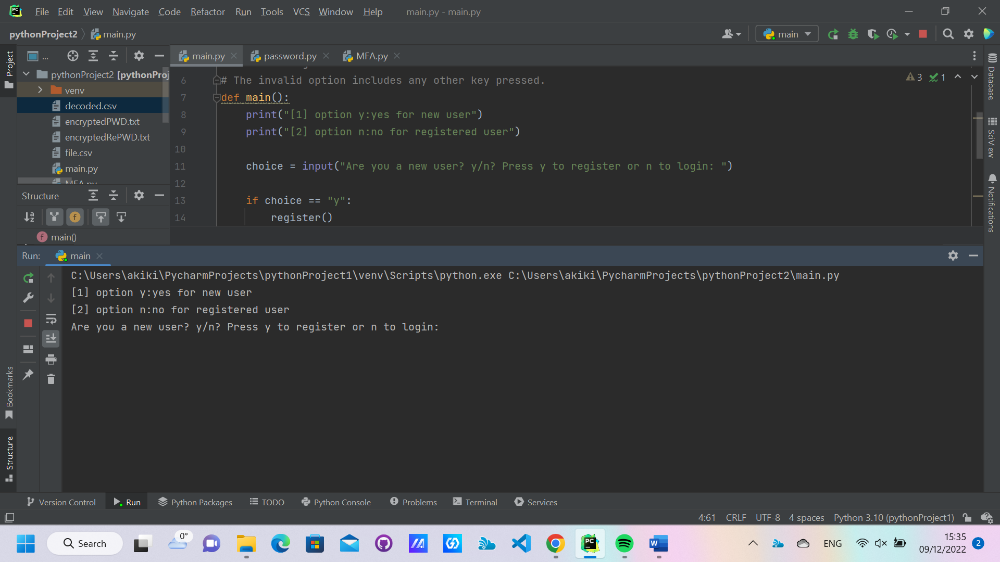 File Edit View Navigate Code Refactor Run Tools VCS Window Help main.py - main.py
pythonProject2 main.py main
Project
... main.py password.py MFA.py
pythonProject2 [pythonProj
venv
decoded.csv
encryptedPWD.txt
encryptedRePWD.txt
file.csv
main.py
MFA.py
Structure
main()
3 1
6 # The invalid option includes any other key pressed.
7 def main():
8 print("[1] option y:yes for new user")
9 print("[2] option n:no for registered user")
10
11 choice = input("Are you a new user? y/n? Press y to register or n to login: ")
12
13 if choice == "y":
14 register()
Database
SciView
Notifications
Run: main
C:\Users\akiki\PycharmProjects\pythonProject1\venv\Scripts\python.exe C:\Users\akiki\PycharmProjects\pythonProject2\main.py
[1] option y:yes for new user
[2] option n:no for registered user
Are you a new user? y/n? Press y to register or n to login:
Bookmarks
Structure
Version Control Run Python Packages TODO Python Console Problems Terminal Services
4:61 CRLF UTF-8 4 spaces Python 3.10 (pythonProject1)
Search 0° ENG 15:35
09/12/2022 2